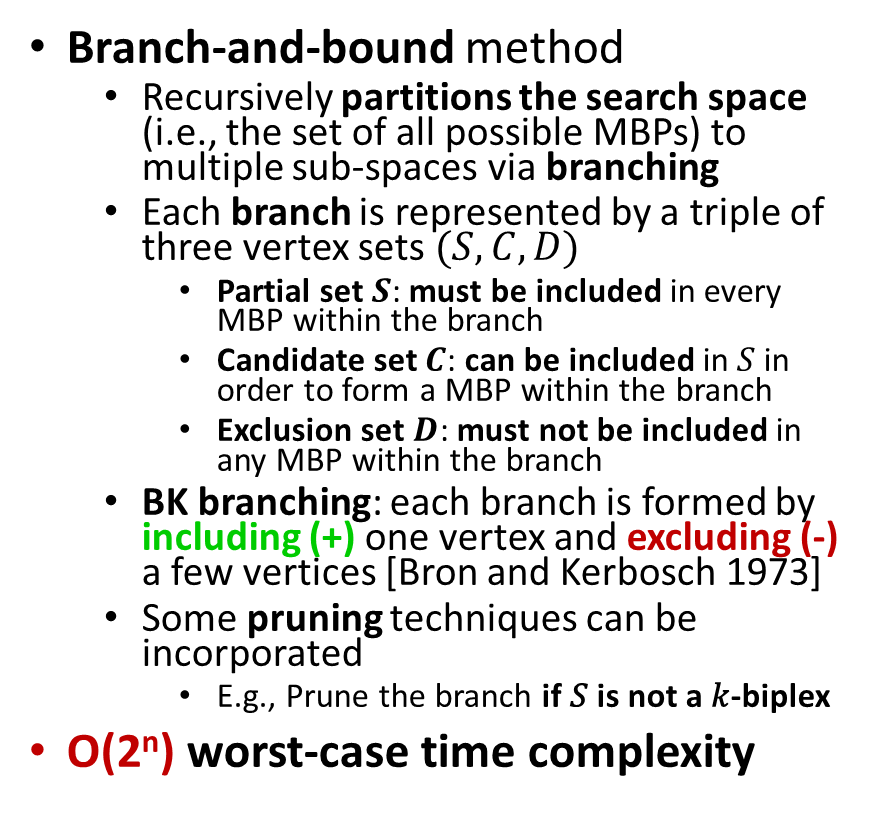 • Branch-and-bound method
• Recursively partitions the search space
(i.e., the set of all possible MBPs) to
multiple sub-spaces via branching
• Each branch is represented by a triple of
three vertex sets (S, C, D)
• Partial set S: must be included in every
MBP within the branch
• Candidate set C: can be included in S in
order to form a MBP within the branch
• Exclusion set D: must not be included in
any MBP within the branch
• BK branching: each branch is formed by
including (+) one vertex and excluding (-)
a few vertices [Bron and Kerbosch 1973]
• Some pruning techniques can be
incorporated
• E.g., Prune the branch if S is not a k-biplex
• O(2ⁿ) worst-case time complexity